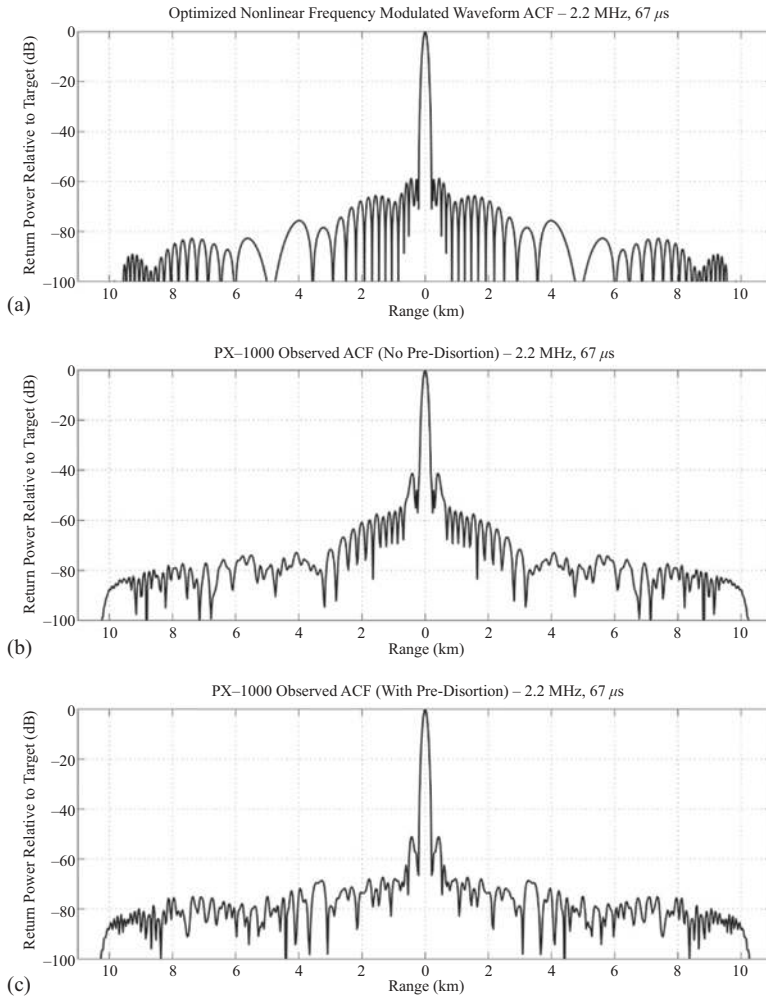 Optimized Nonlinear Frequency Modulated Waveform ACF – 2.2 MHz, 67 μs
Return Power Relative to Target (dB)
0
–20
–40
–60
–80
–100
10 8 6 4 2 0 2 4 6 8 10
Range (km)
(a)
PX–1000 Observed ACF (No Pre-Disortion) – 2.2 MHz, 67 μs
Return Power Relative to Target (dB)
0
–20
–40
–60
–80
–100
10 8 6 4 2 0 2 4 6 8 10
Range (km)
(b)
PX–1000 Observed ACF (With Pre-Disortion) – 2.2 MHz, 67 μs
Return Power Relative to Target (dB)
0
–20
–40
–60
–80
–100
10 8 6 4 2 0 2 4 6 8 10
Range (km)
(c)